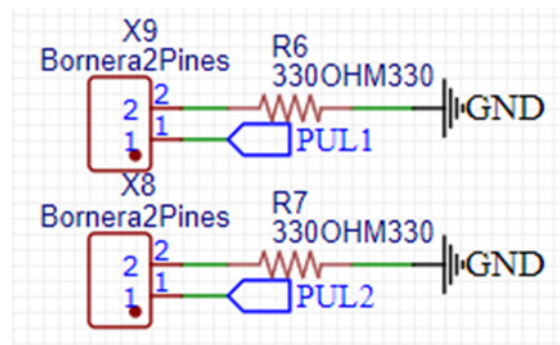 X9
Bornera2Pines
R6
330OHM330
2 2
1 1
GND
PUL1
X8
Bornera2Pines
R7
330OHM330
2 2
1 1
GND
PUL2